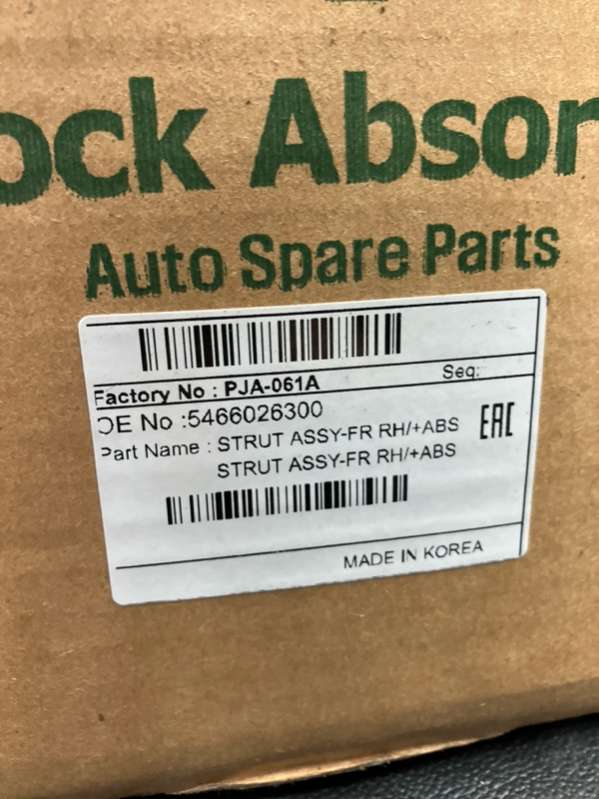 ock Absor
Auto Spare Parts
Factory No : PJA-061A
Seq:
OE No :5466026300
Part Name : STRUT ASSY-FR RH/+ABS
STRUT ASSY-FR RH/+ABS
EAC
MADE IN KOREA